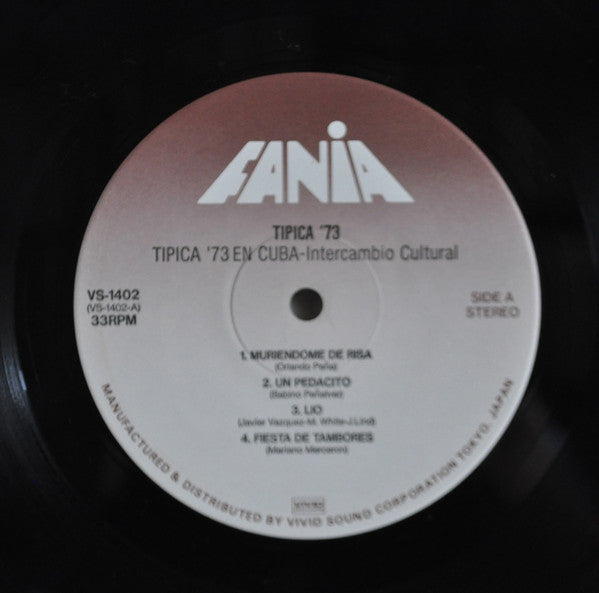 FANIA
TIPICA '73
TIPICA '73 EN CUBA-Intercambio Cultural
VS-1402
(VS-1402-A)
33RPM
SIDE A
STEREO
1. MURIENDOME DE RISA
(Orlando Peña)
2. UN PEDACITO
(Sabino Peñalver)
3. LIO
(Javier Vazquez-M. White-J.Lind)
4. FIESTA DE TAMBORES
(Mariano Merceron)
MANUFACTURED & DISTRIBUTED BY VIVID SOUND CORPORATION TOKYO, JAPAN